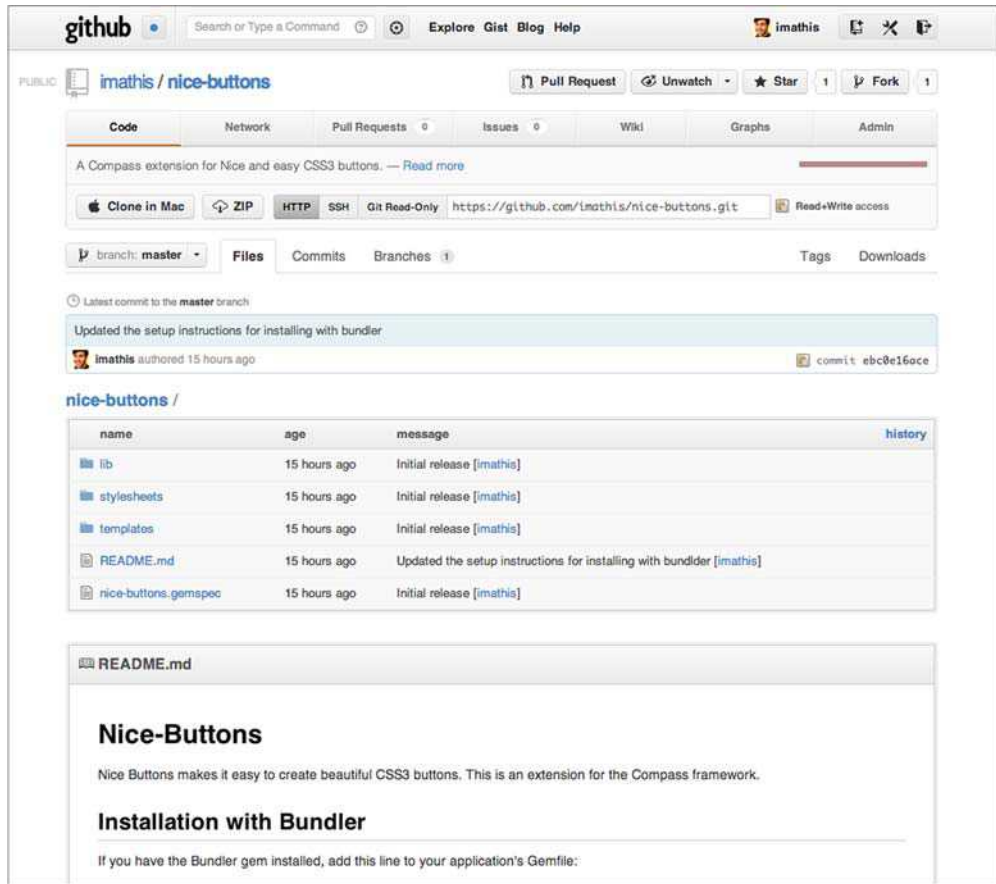 github Search or Type a Command Explore Gist Blog Help imathis
PUBLIC imathis / nice-buttons Pull Request Unwatch Star 1 Fork 1
Code Network Pull Requests 0 Issues 0 Wiki Graphs Admin
A Compass extension for Nice and easy CSS3 buttons. — Read more
Clone in Mac ZIP HTTP SSH Git Read-Only https://github.com/imathis/nice-buttons.git Read+Write access
branch: master Files Commits Branches 1 Tags Downloads
Latest commit to the master branch
Updated the setup instructions for installing with bundler
imathis authored 15 hours ago commit ebc0e16ace
nice-buttons /
name age message history
lib 15 hours ago Initial release [imathis]
stylesheets 15 hours ago Initial release [imathis]
templates 15 hours ago Initial release [imathis]
README.md 15 hours ago Updated the setup instructions for installing with bundlder [imathis]
nice-buttons.gemspec 15 hours ago Initial release [imathis]
README.md
Nice-Buttons
Nice Buttons makes it easy to create beautiful CSS3 buttons. This is an extension for the Compass framework.
Installation with Bundler
If you have the Bundler gem installed, add this line to your application's Gemfile: